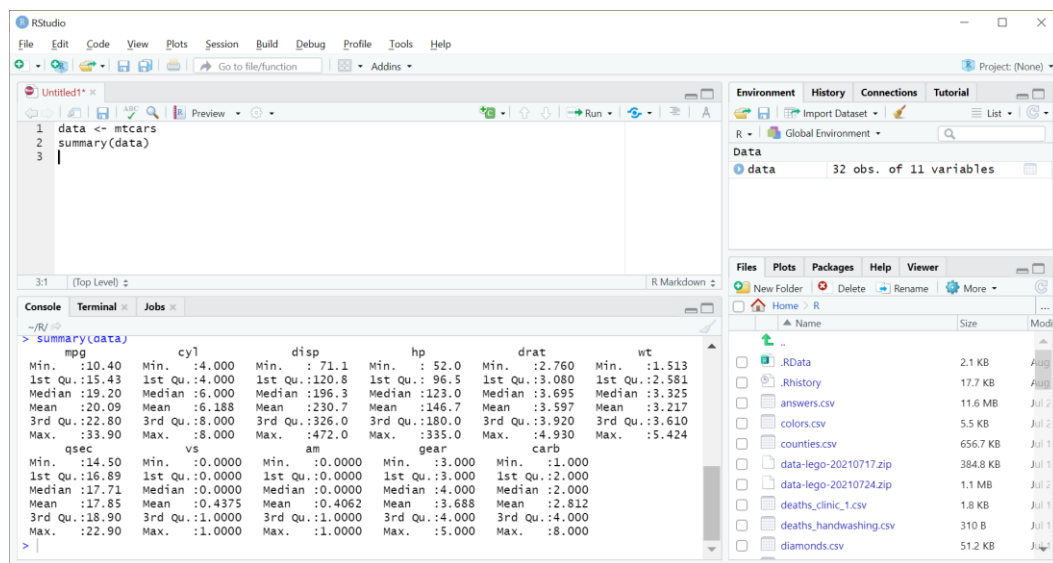 RStudio
File Edit Code View Plots Session Build Debug Profile Tools Help
Go to file/function Addins Project: (None)
Untitled1*
ABC Preview Run
1 data <- mtcars
2 summary(data)
3
3:1 (Top Level) R Markdown
Console Terminal Jobs
~/R/
> summary(data)
mpg cyl disp hp drat wt
Min. :10.40 Min. :4.000 Min. : 71.1 Min. : 52.0 Min. :2.760 Min. :1.513
1st Qu.:15.43 1st Qu.:4.000 1st Qu.:120.8 1st Qu.: 96.5 1st Qu.:3.080 1st Qu.:2.581
Median :19.20 Median :6.000 Median :196.3 Median :123.0 Median :3.695 Median :3.325
Mean :20.09 Mean :6.188 Mean :230.7 Mean :146.7 Mean :3.597 Mean :3.217
3rd Qu.:22.80 3rd Qu.:8.000 3rd Qu.:326.0 3rd Qu.:180.0 3rd Qu.:3.920 3rd Qu.:3.610
Max. :33.90 Max. :8.000 Max. :472.0 Max. :335.0 Max. :4.930 Max. :5.424
qsec vs am gear carb
Min. :14.50 Min. :0.0000 Min. :0.0000 Min. :3.000 Min. :1.000
1st Qu.:16.89 1st Qu.:0.0000 1st Qu.:0.0000 1st Qu.:3.000 1st Qu.:2.000
Median :17.71 Median :0.0000 Median :0.0000 Median :4.000 Median :2.000
Mean :17.85 Mean :0.4375 Mean :0.4062 Mean :3.688 Mean :2.812
3rd Qu.:18.90 3rd Qu.:1.0000 3rd Qu.:1.0000 3rd Qu.:4.000 3rd Qu.:4.000
Max. :22.90 Max. :1.0000 Max. :1.0000 Max. :5.000 Max. :8.000
>
Environment History Connections Tutorial
Import Dataset List
R Global Environment
Data
data 32 obs. of 11 variables
Files Plots Packages Help Viewer
New Folder Delete Rename More
Home R ...
Name Size Modi
..
.RData 2.1 KB Aug
.Rhistory 17.7 KB Aug
answers.csv 11.6 MB Jul 2
colors.csv 5.5 KB Jul 2
counties.csv 656.7 KB Jul 1
data-lego-20210717.zip 384.8 KB Jul 1
data-lego-20210724.zip 1.1 MB Jul 2
deaths_clinic_1.csv 1.8 KB Jul 1
deaths_handwashing.csv 310 B Jul 1
diamonds.csv 51.2 KB